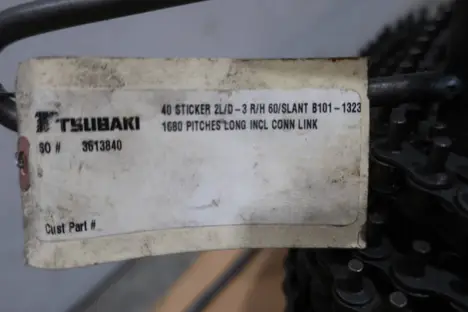 40 STICKER 2L/D-3 R/H 60/SLANT B101-1323
TSUBAKI 1680 PITCHES LONG INCL CONN LINK
SO # 3613840
Cust Part #